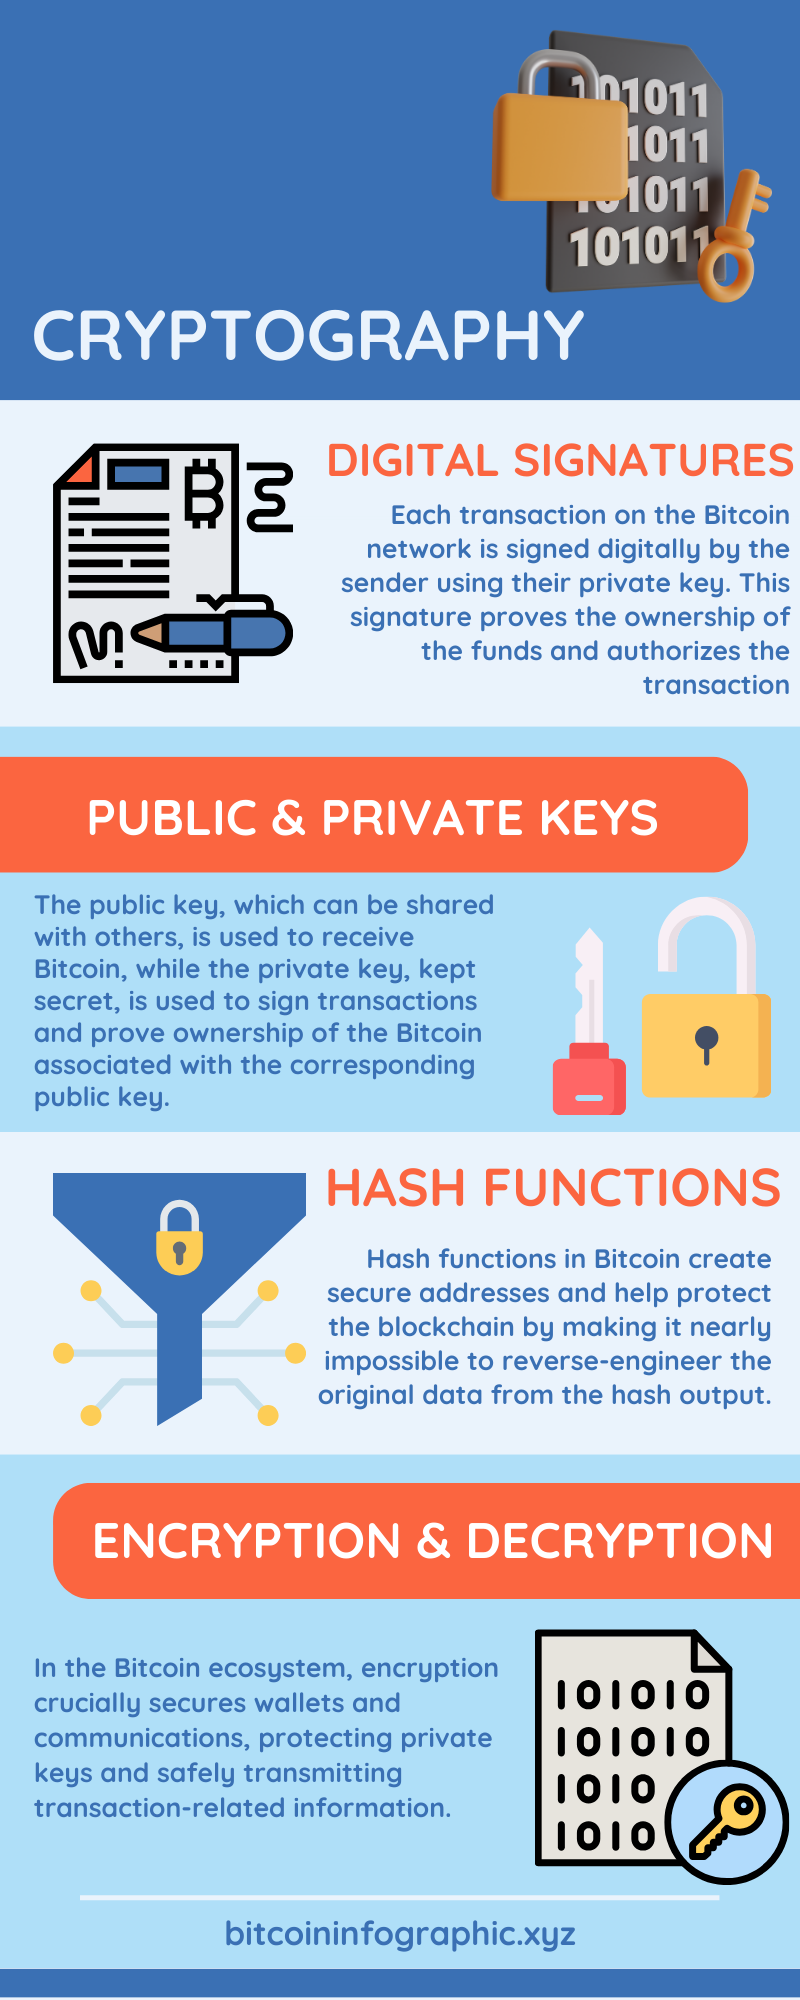 101011
1011
101011
101011
CRYPTOGRAPHY
DIGITAL SIGNATURES
Each transaction on the Bitcoin
network is signed digitally by the
sender using their private key. This
signature proves the ownership of
the funds and authorizes the
transaction
PUBLIC & PRIVATE KEYS
The public key, which can be shared
with others, is used to receive
Bitcoin, while the private key, kept
secret, is used to sign transactions
and prove ownership of the Bitcoin
associated with the corresponding
public key.
HASH FUNCTIONS
Hash functions in Bitcoin create
secure addresses and help protect
the blockchain by making it nearly
impossible to reverse-engineer the
original data from the hash output.
ENCRYPTION & DECRYPTION
In the Bitcoin ecosystem, encryption
crucially secures wallets and
communications, protecting private
keys and safely transmitting
transaction-related information.
101010
101010
1010
1010
bitcoininfographic.xyz